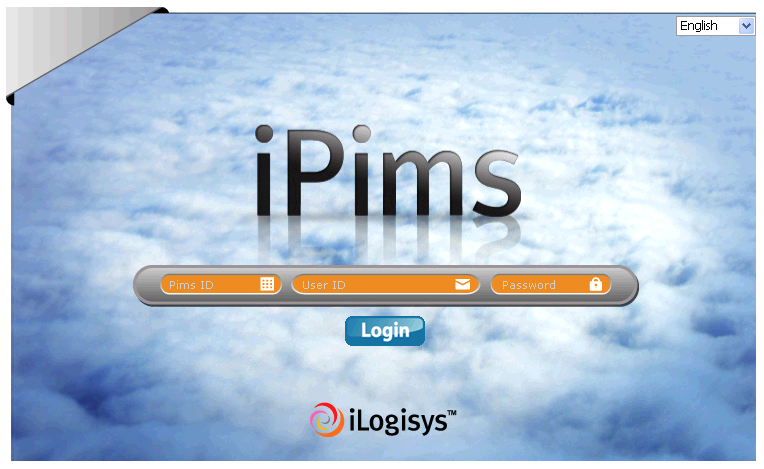 English
iPims
Pims ID User ID Password
Login
iLogisys™